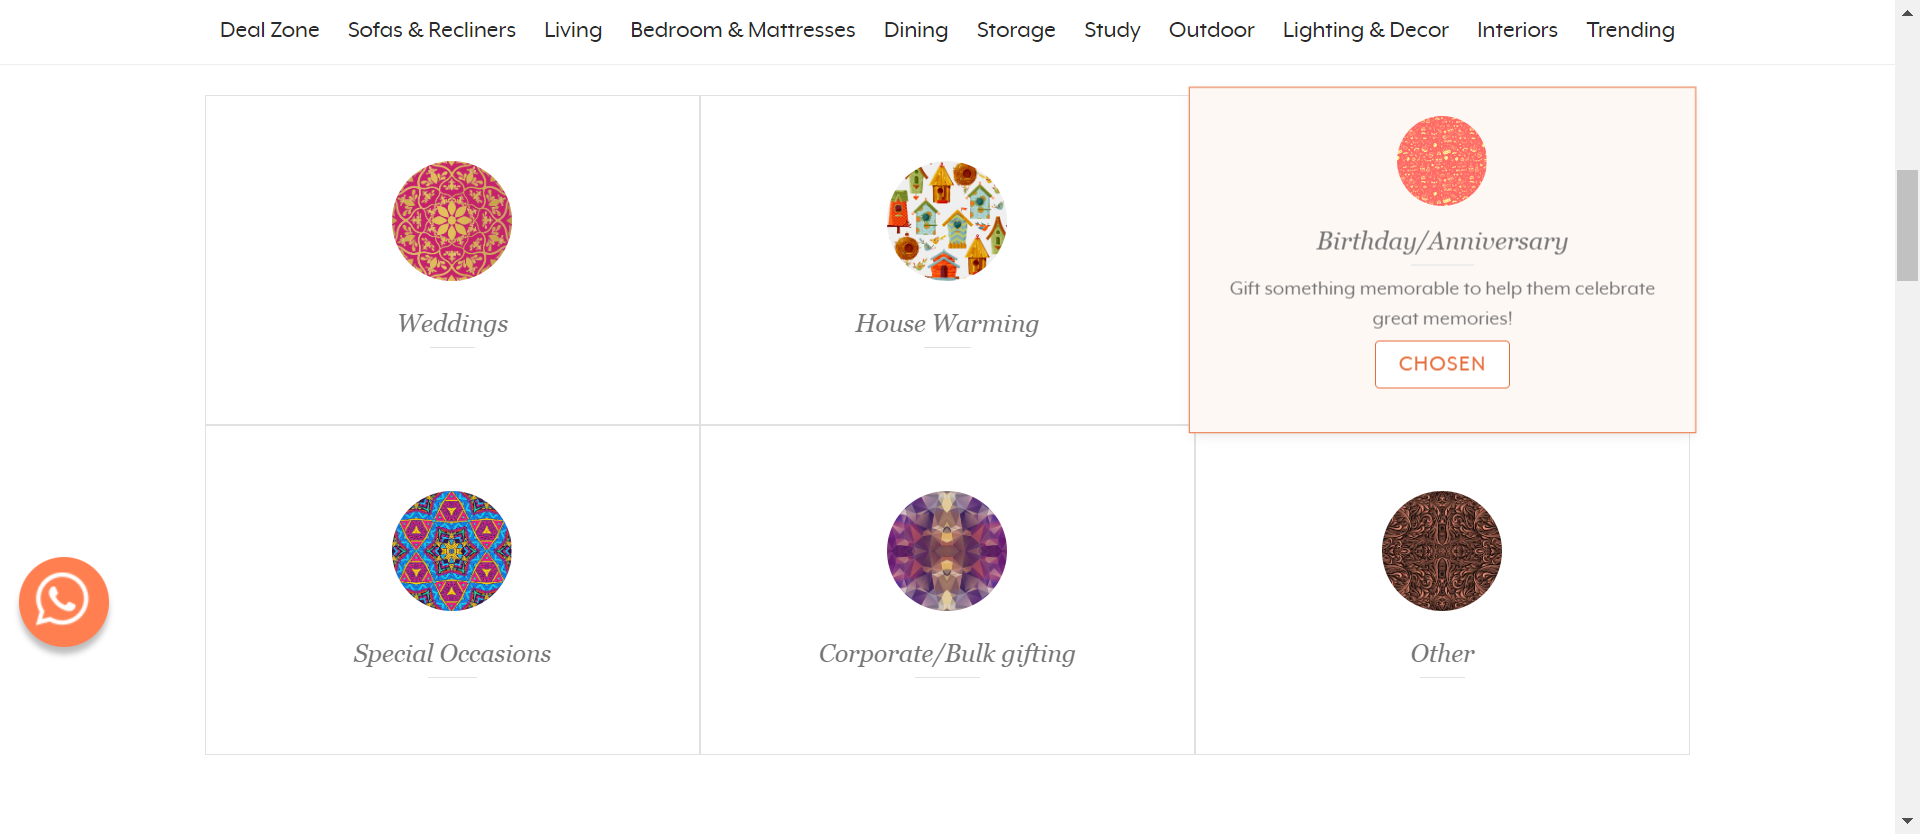 Deal Zone Sofas & Recliners Living Bedroom & Mattresses Dining Storage Study Outdoor Lighting & Decor Interiors Trending
Weddings
House Warming
Birthday/Anniversary
Gift something memorable to help them celebrate
great memories!
CHOSEN
Special Occasions
Corporate/Bulk gifting
Other